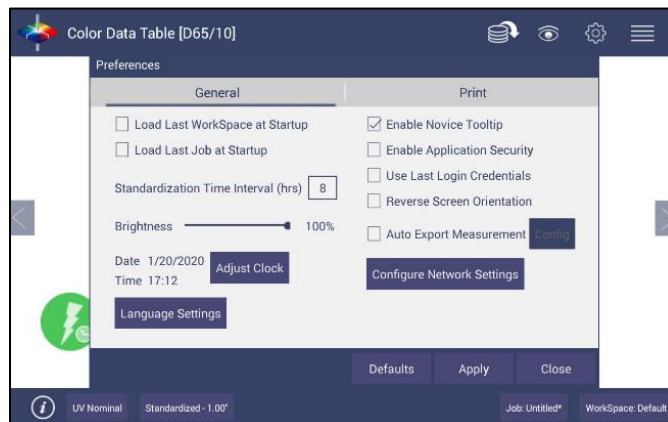 Color Data Table [D65/10]
Preferences
General
Print
Load Last WorkSpace at Startup
Load Last Job at Startup
Standardization Time Interval (hrs) 8
Brightness 100%
Date 1/20/2020
Time 17:12
Adjust Clock
Language Settings
Enable Novice Tooltip
Enable Application Security
Use Last Login Credentials
Reverse Screen Orientation
Auto Export Measurement Config
Configure Network Settings
Defaults Apply Close
UV Nominal Standardized - 1.00" Job: Untitled* WorkSpace: Default